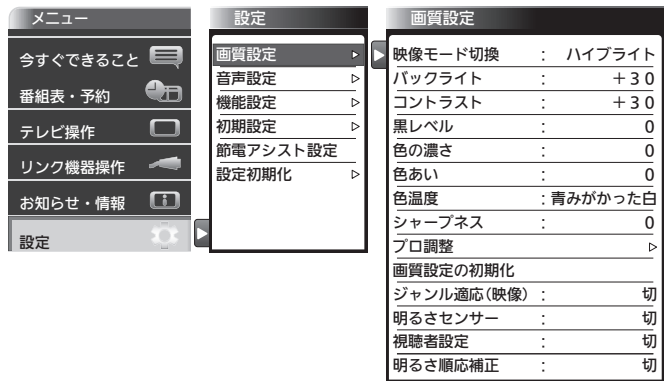 メニュー
今すぐできること
番組表・予約
テレビ操作
リンク機器操作
お知らせ・情報
設定
設定
画質設定
音声設定
機能設定
初期設定
節電アシスト設定
設定初期化
画質設定
映像モード切換 : ハイブライト
バックライト : +30
コントラスト : +30
黒レベル : 0
色の濃さ : 0
色あい : 0
色温度 : 青みがかった白
シャープネス : 0
プロ調整
画質設定の初期化
ジャンル適応(映像) : 切
明るさセンサー : 切
視聴者設定 : 切
明るさ順応補正 : 切